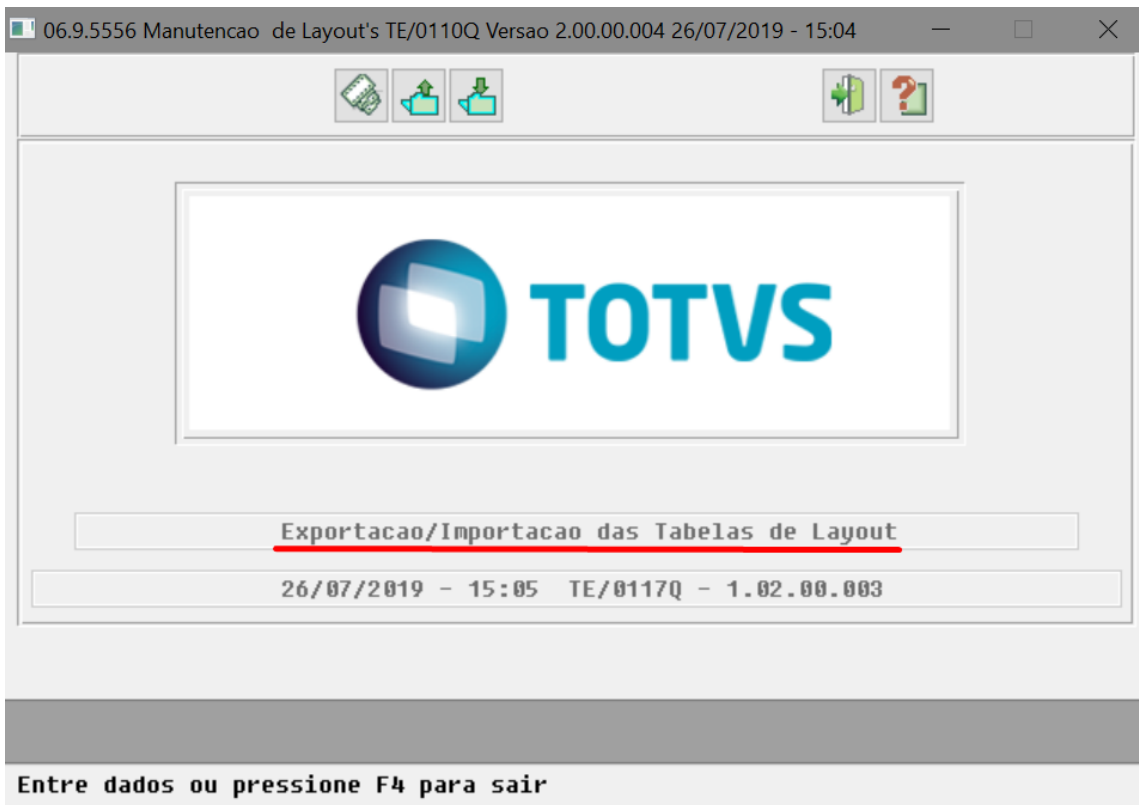 06.9.5556 Manutencao  de Layout's TE/0110Q Versao 2.00.00.004 26/07/2019 - 15:04
TOTVS
Exportacao/Importacao das Tabelas de Layout
26/07/2019 - 15:05  TE/0117Q - 1.02.00.003
Entre dados ou pressione F4 para sair